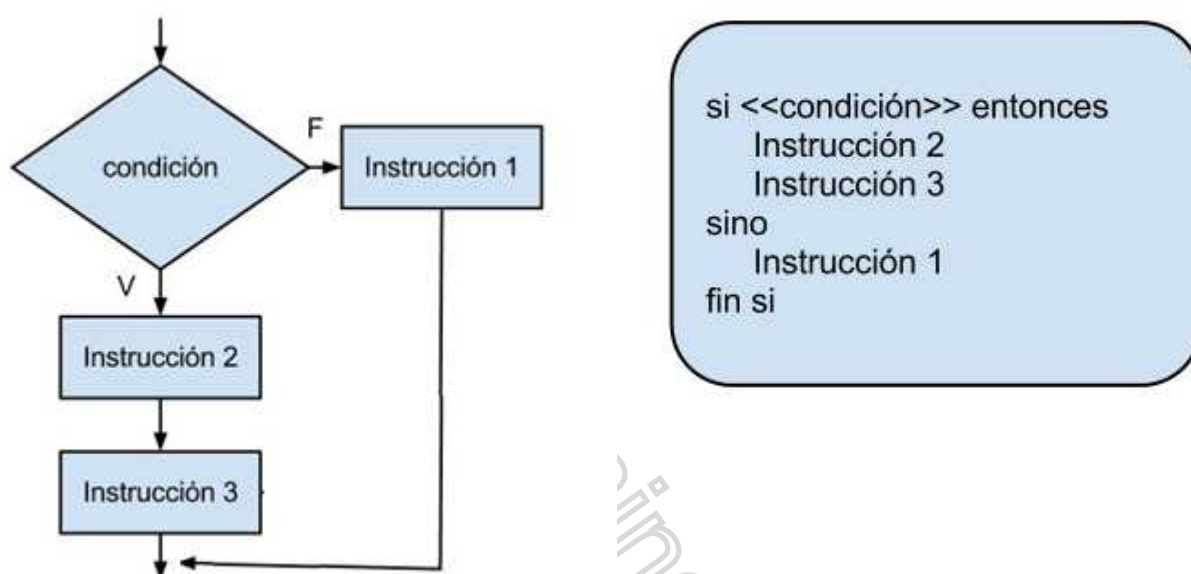 condición
F
Instrucción 1
V
Instrucción 2
Instrucción 3
si <<condición>> entonces
Instrucción 2
Instrucción 3
sino
Instrucción 1
fin si